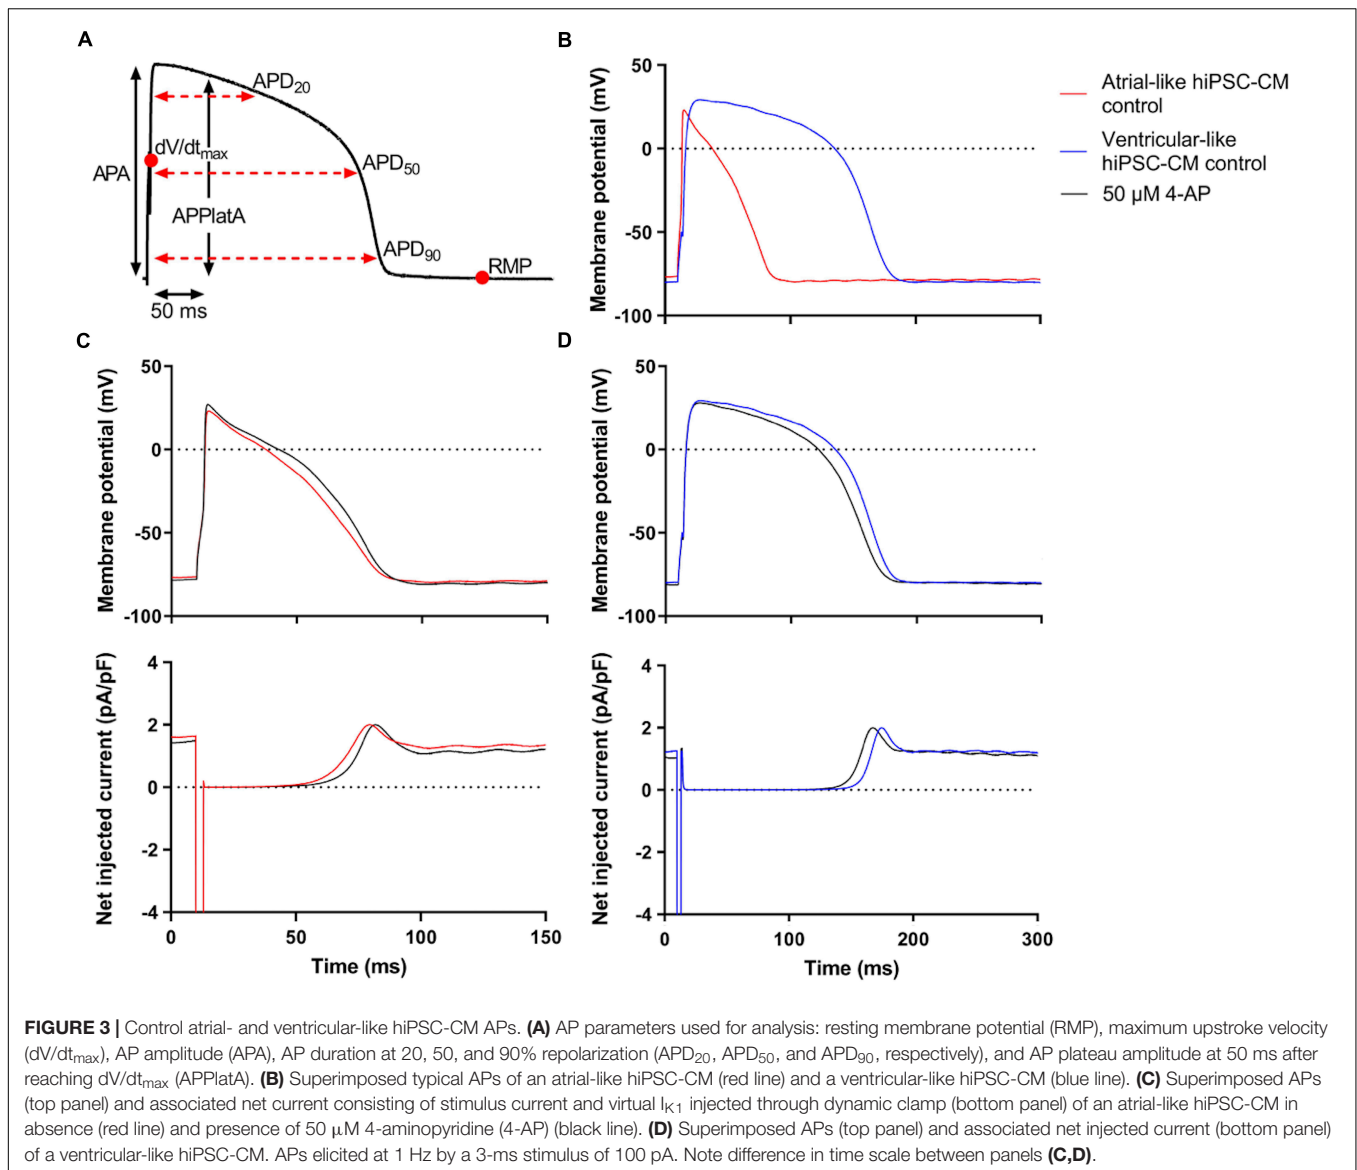 A
APD20
dV/dtmax
APA
APD50
APPlatA
APD90
RMP
50 ms
B
50
0
-50
-100
Membrane potential (mV)
Atrial-like hiPSC-CM
control
Ventricular-like
hiPSC-CM control
50 µM 4-AP
C
50
0
-50
-100
Membrane potential (mV)
4
2
0
-2
-4
Net injected current (pA/pF)
0 50 100 150
Time (ms)
D
50
0
-50
-100
Membrane potential (mV)
4
2
0
-2
-4
Net injected current (pA/pF)
0 100 200 300
Time (ms)
FIGURE 3 | Control atrial- and ventricular-like hiPSC-CM APs. (A) AP parameters used for analysis: resting membrane potential (RMP), maximum upstroke velocity
(dV/dtmax), AP amplitude (APA), AP duration at 20, 50, and 90% repolarization (APD20, APD50, and APD90, respectively), and AP plateau amplitude at 50 ms after
reaching dV/dtmax (APPlatA). (B) Superimposed typical APs of an atrial-like hiPSC-CM (red line) and a ventricular-like hiPSC-CM (blue line). (C) Superimposed APs
(top panel) and associated net current consisting of stimulus current and virtual IK1 injected through dynamic clamp (bottom panel) of an atrial-like hiPSC-CM in
absence (red line) and presence of 50 µM 4-aminopyridine (4-AP) (black line). (D) Superimposed APs (top panel) and associated net injected current (bottom panel)
of a ventricular-like hiPSC-CM. APs elicited at 1 Hz by a 3-ms stimulus of 100 pA. Note difference in time scale between panels (C,D).